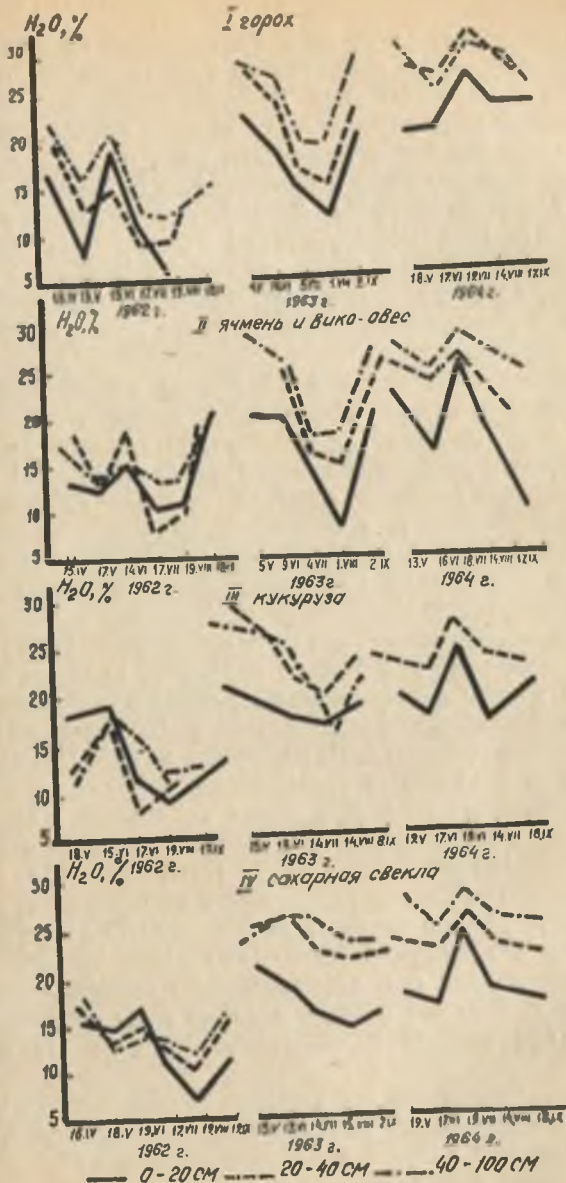 H₂O,% I горох
30
25
20
15
10
5
1962 г. 1963 г. 18.V 17.VI 12.VII 14.VIII 12.IX
1964 г.
H₂O,% II ячмень и вико-овес
30
25
20
15
10
5
15.IV 17.V 14.VI 17.VII 19.VIII 5.V 9.VI 4.VII 1.VIII 2.IX 13.V 16.VI 18.VII 14.VIII 12.IX
1962 г. 1963 г. 1964 г.
H₂O,% III кукуруза
30
25
20
15
10
5
18.V 15.VI 17.VI 19.VIII 14.VII 14.VIII 8.IX 19.V 17.VI 14.VII 18.IX
1962 г. 1963 г. 1964 г.
H₂O,% IV сахарная свекла
30
25
20
15
10
5
16.IV 18.V 19.VI 17.VII 19.VIII 14.VII 19.V 17.VI 14.VIII 18.IX
1962 г. 1963 г. 1964 г.
0-20 СМ 20-40 СМ 40-100 СМ